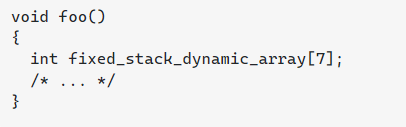 void foo()
{
  int fixed_stack_dynamic_array[7];
  /* ... */
}